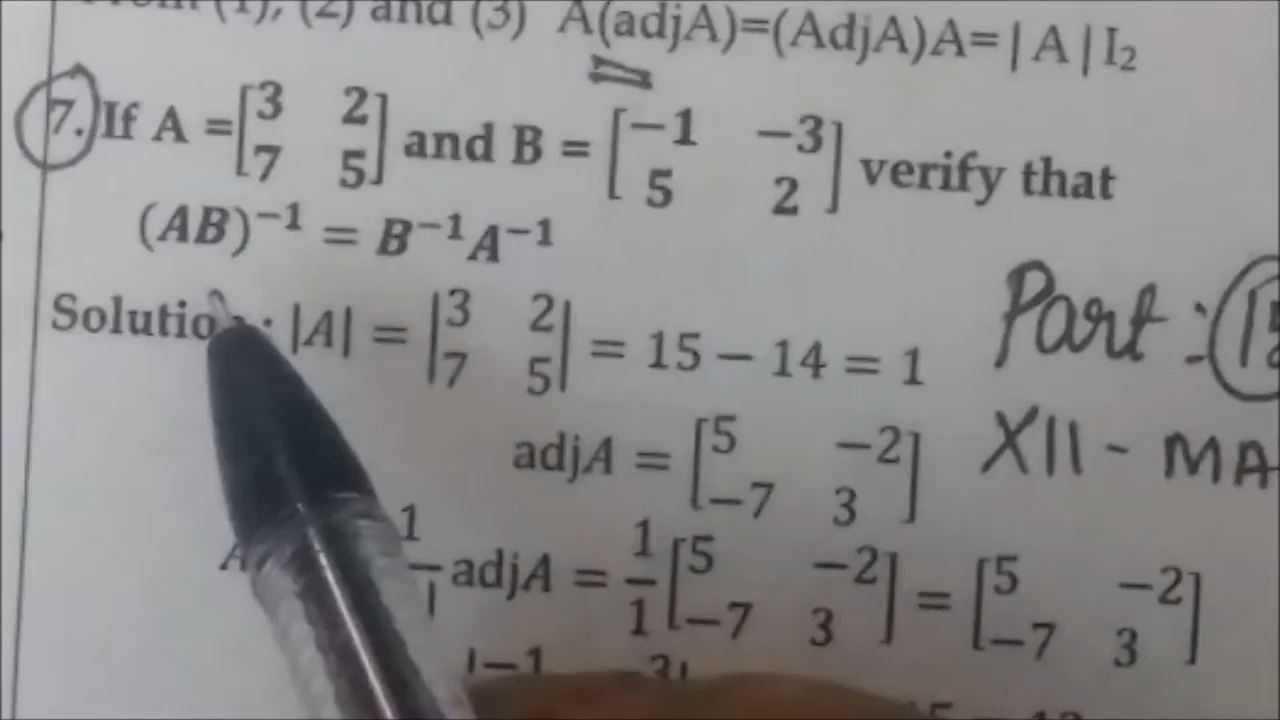 (1), (2) and (3) A(adjA)=(AdjA)A=|A|I₂
7. If A = [3 2; 7 5] and B = [−1 −3; 5 2] verify that
(AB)⁻¹ = B⁻¹A⁻¹
Solution: |A| = |3 2; 7 5| = 15 − 14 = 1
Part :
adjA = [5 −2; −7 3]
XII - MA
1/1 adjA = 1/1 [5 −2; −7 3] = [5 −2; −7 3]